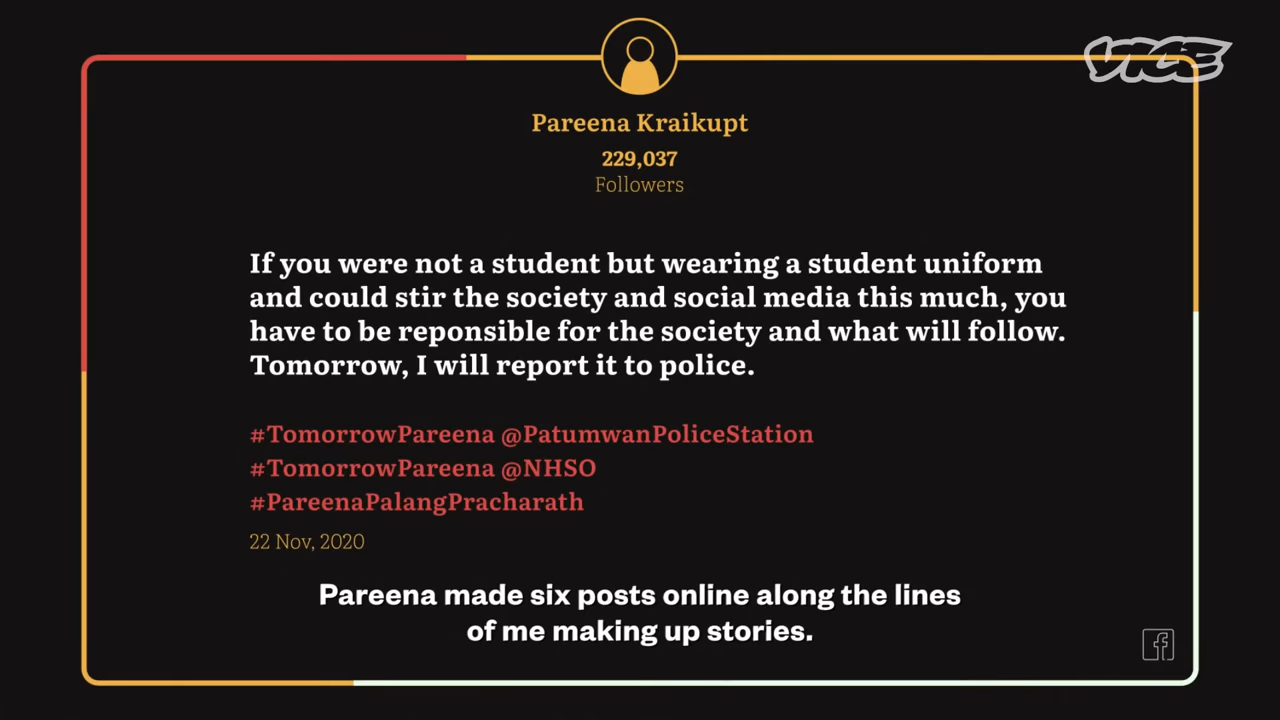 VICE
Pareena Kraikupt
229,037
Followers
If you were not a student but wearing a student uniform
and could stir the society and social media this much, you
have to be reponsible for the society and what will follow.
Tomorrow, I will report it to police.
#TomorrowPareena @PatumwanPoliceStation
#TomorrowPareena @NHSO
#PareenaPalangPracharath
22 Nov, 2020
Pareena made six posts online along the lines
of me making up stories.